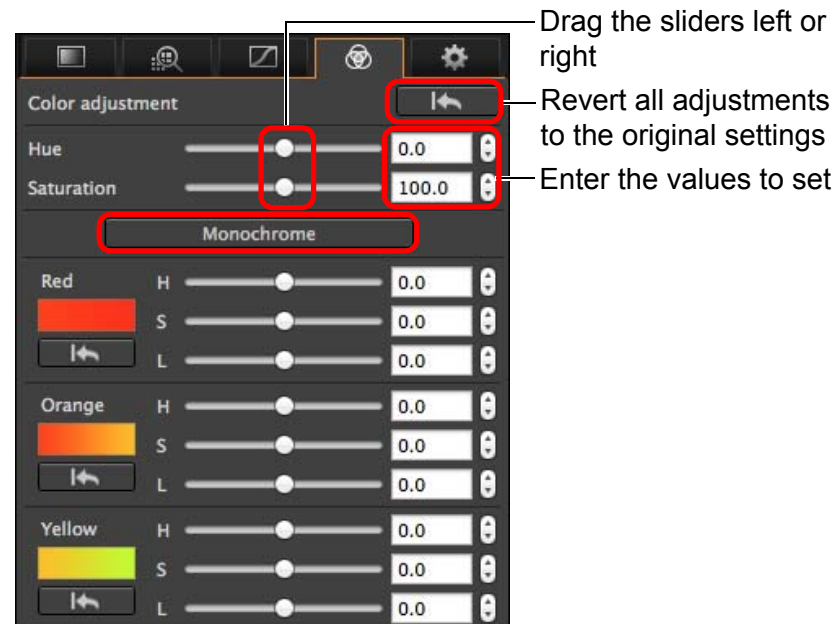 Drag the sliders left or
right
Color adjustment
Revert all adjustments
to the original settings
Hue 0.0
Enter the values to set
Saturation 100.0
Monochrome
Red H 0.0
S 0.0
L 0.0
Orange H 0.0
S 0.0
L 0.0
Yellow H 0.0
S 0.0
L 0.0